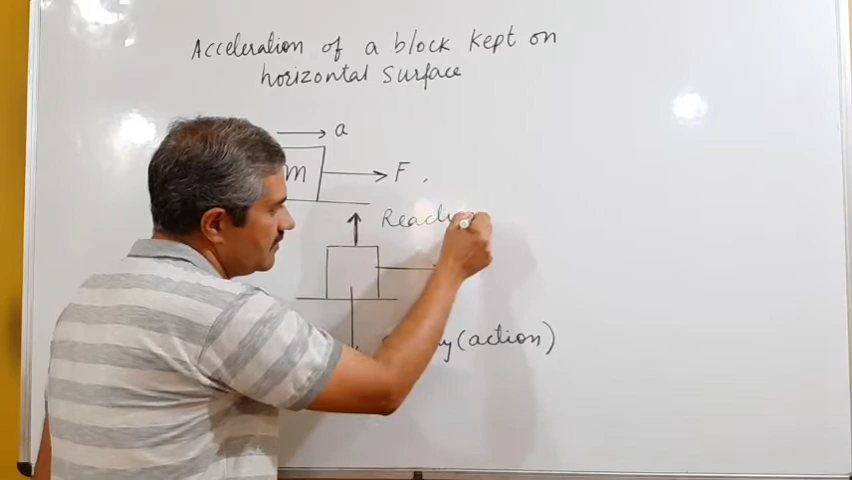 Acceleration of a block kept on
horizontal surface
a
m
F
(action)